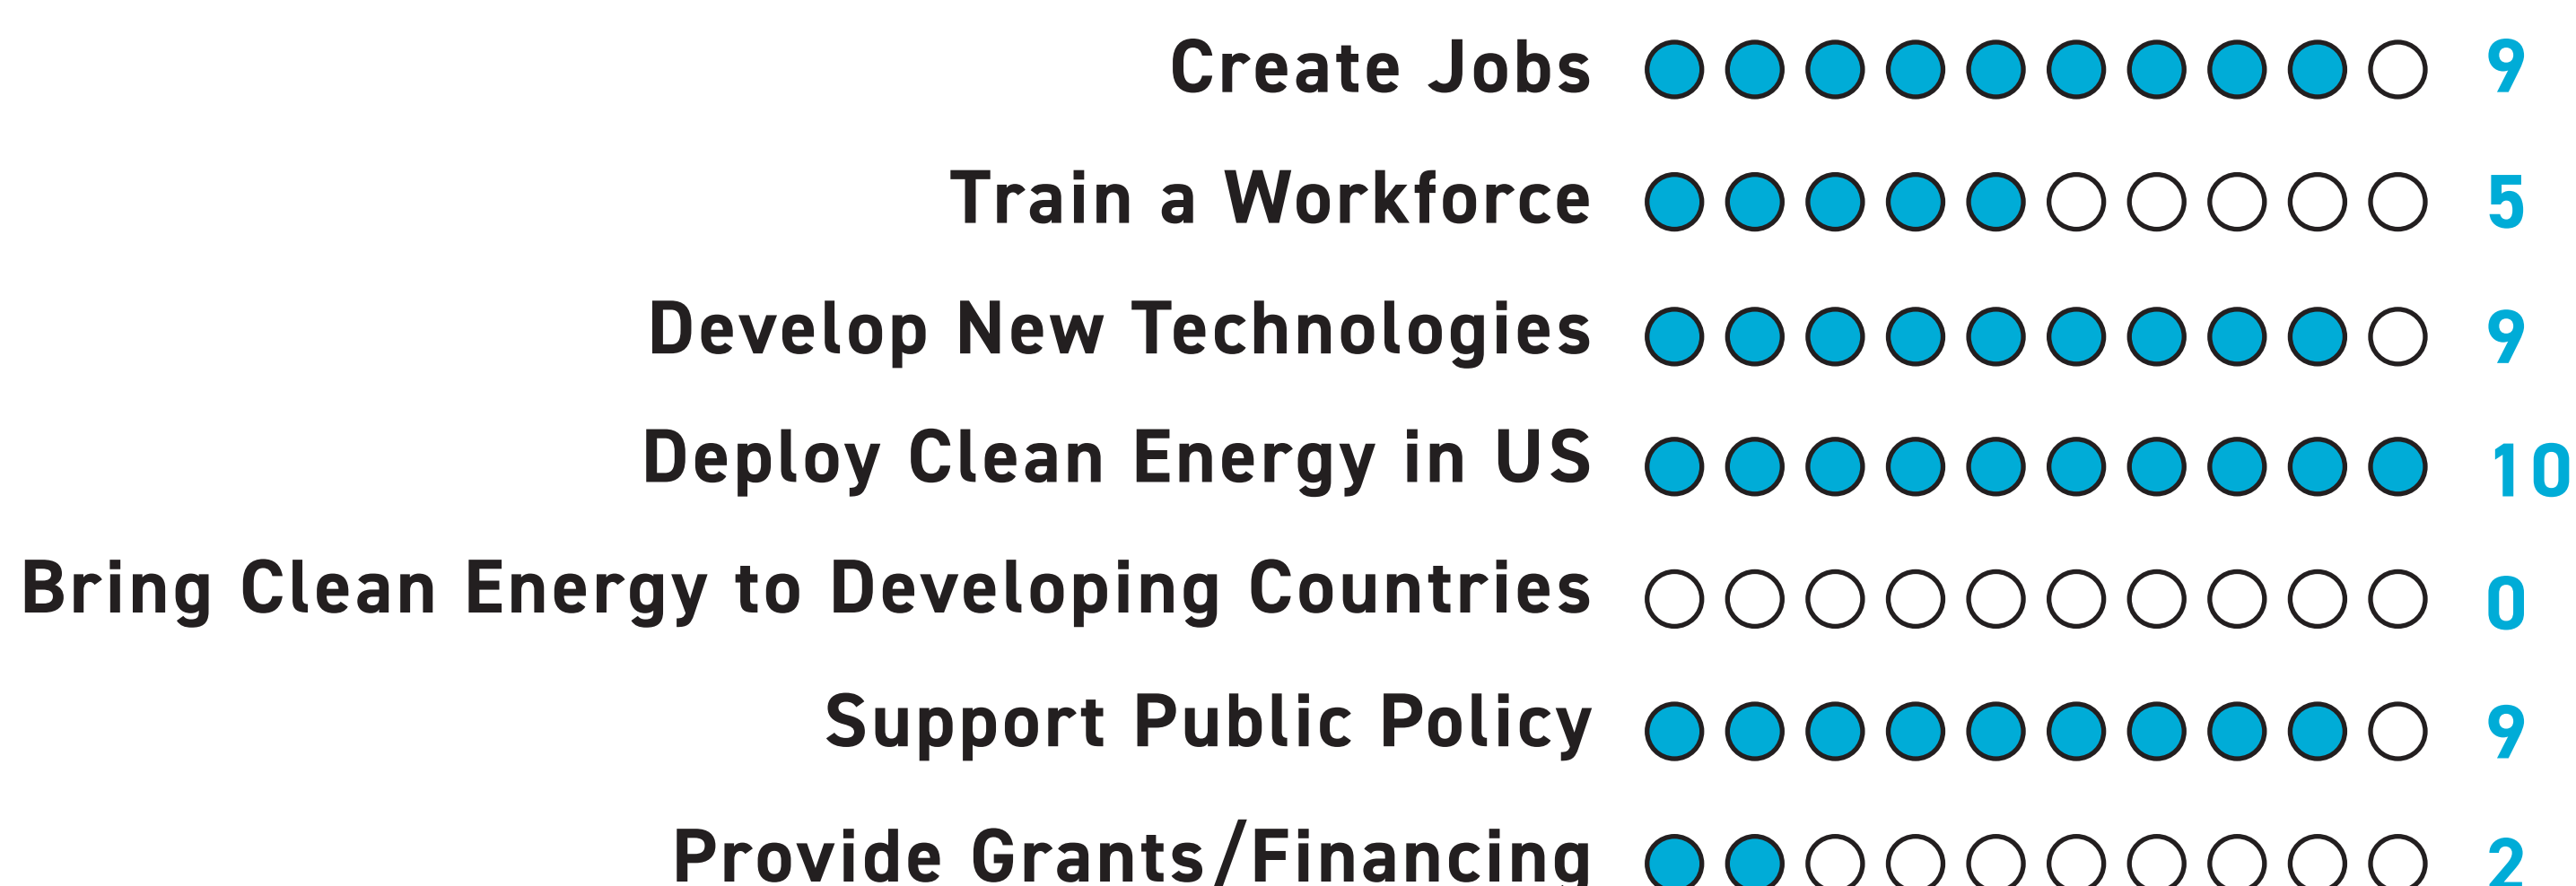 Create Jobs 9
Train a Workforce 5
Develop New Technologies 9
Deploy Clean Energy in US 10
Bring Clean Energy to Developing Countries 0
Support Public Policy 9
Provide Grants/Financing 2